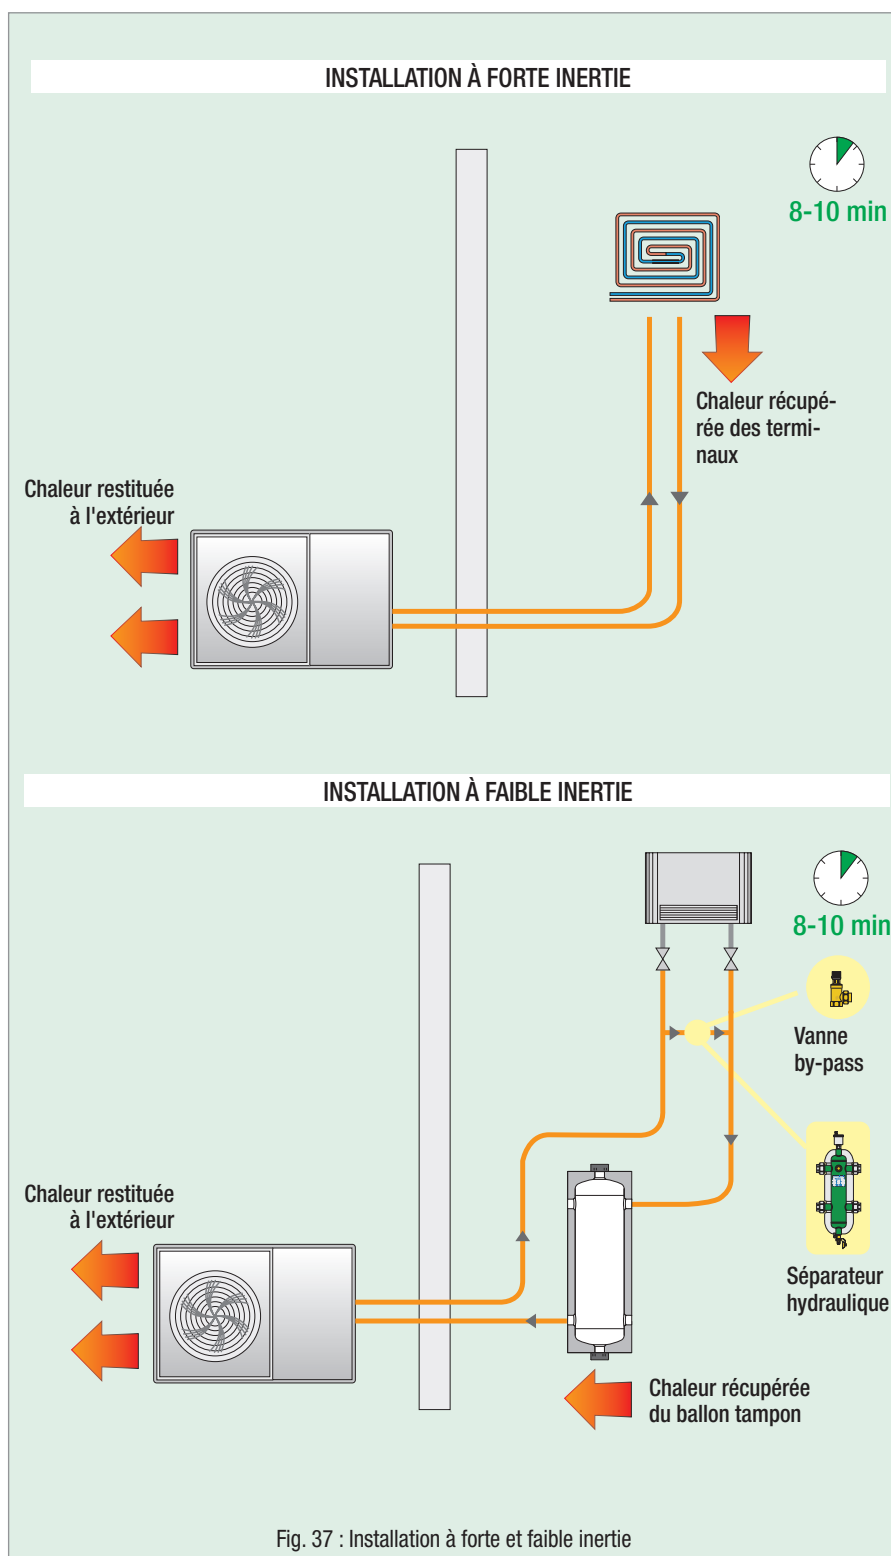 INSTALLATION À FORTE INERTIE
8-10 min
Chaleur récupé-
rée des termi-
naux
Chaleur restituée
à l'extérieur
INSTALLATION À FAIBLE INERTIE
8-10 min
Vanne
by-pass
Chaleur restituée
à l'extérieur
Séparateur
hydraulique
Chaleur récupérée
du ballon tampon
Fig. 37 : Installation à forte et faible inertie